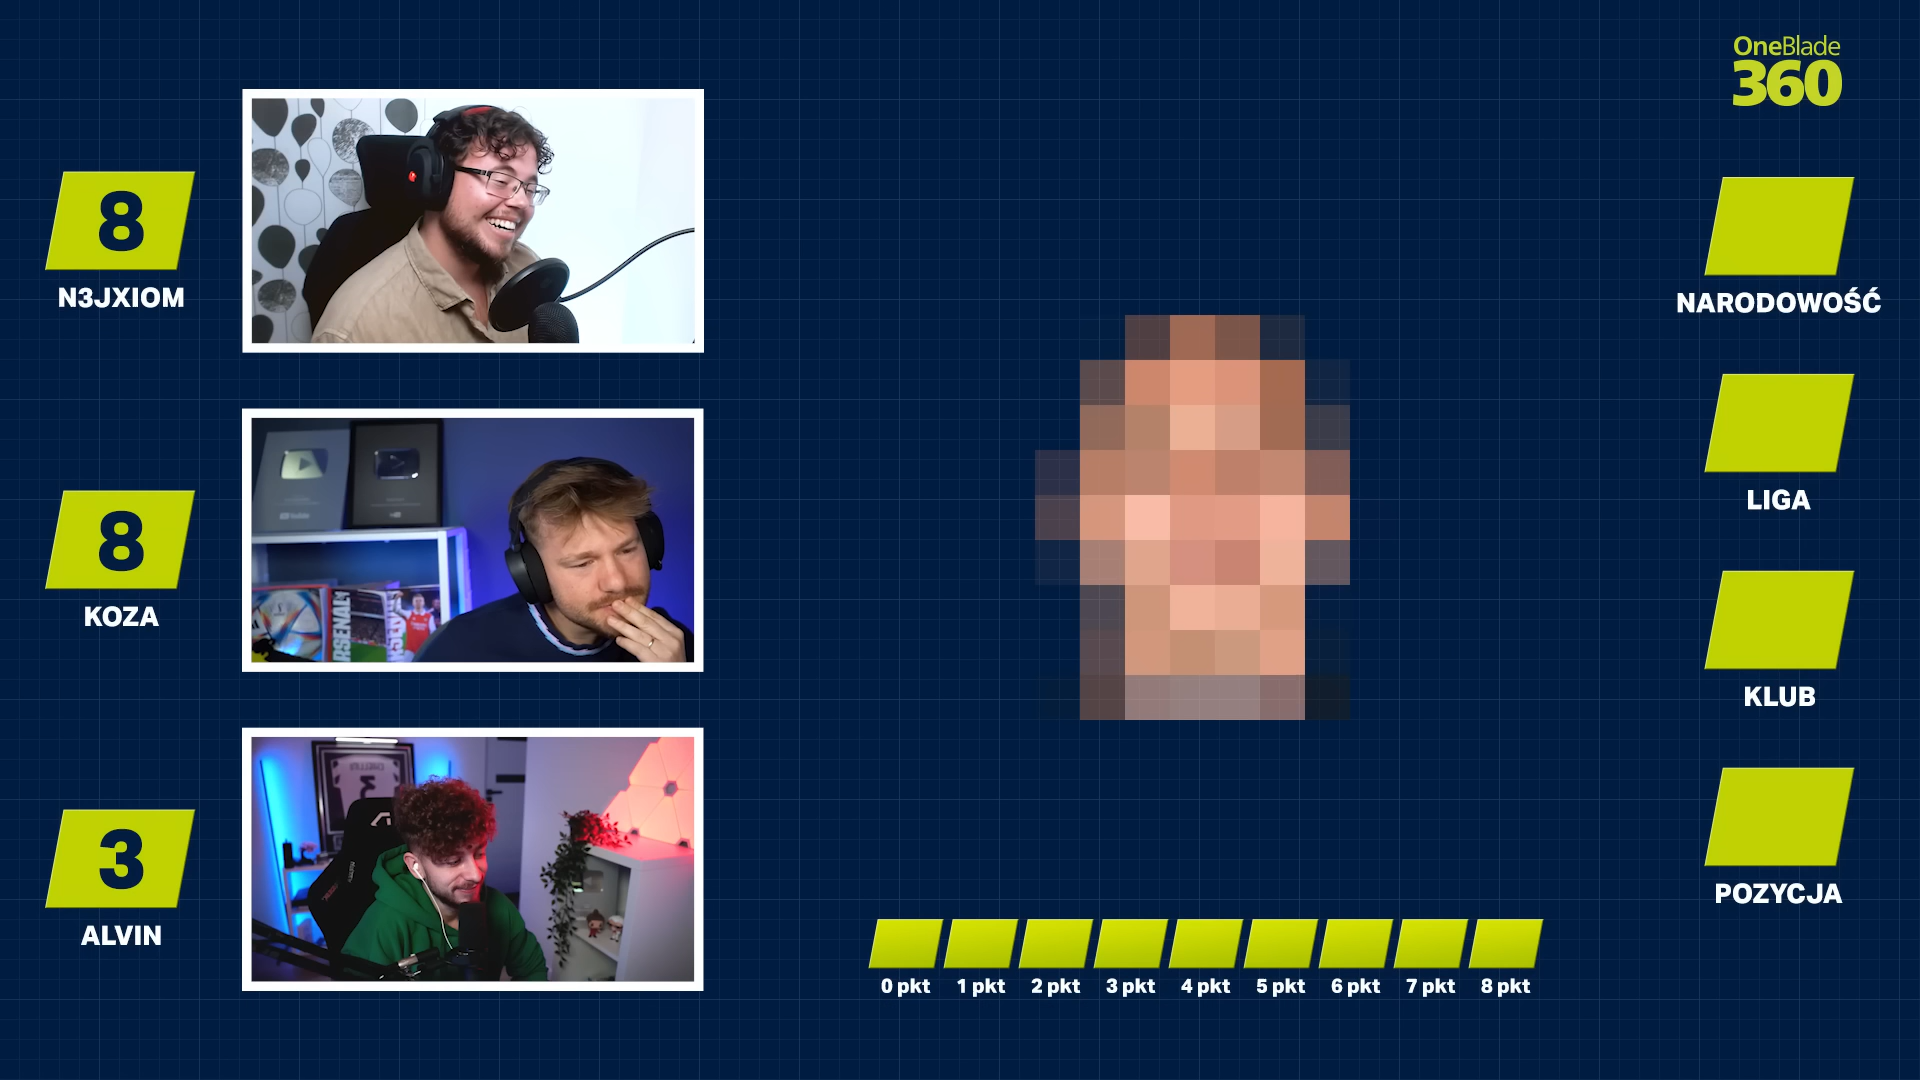 OneBlade
360
8
N3JXIOM
8
KOZA
3
ALVIN
NARODOWOŚĆ
LIGA
KLUB
POZYCJA
0 pkt
1 pkt
2 pkt
3 pkt
4 pkt
5 pkt
6 pkt
7 pkt
8 pkt
ARSENAL